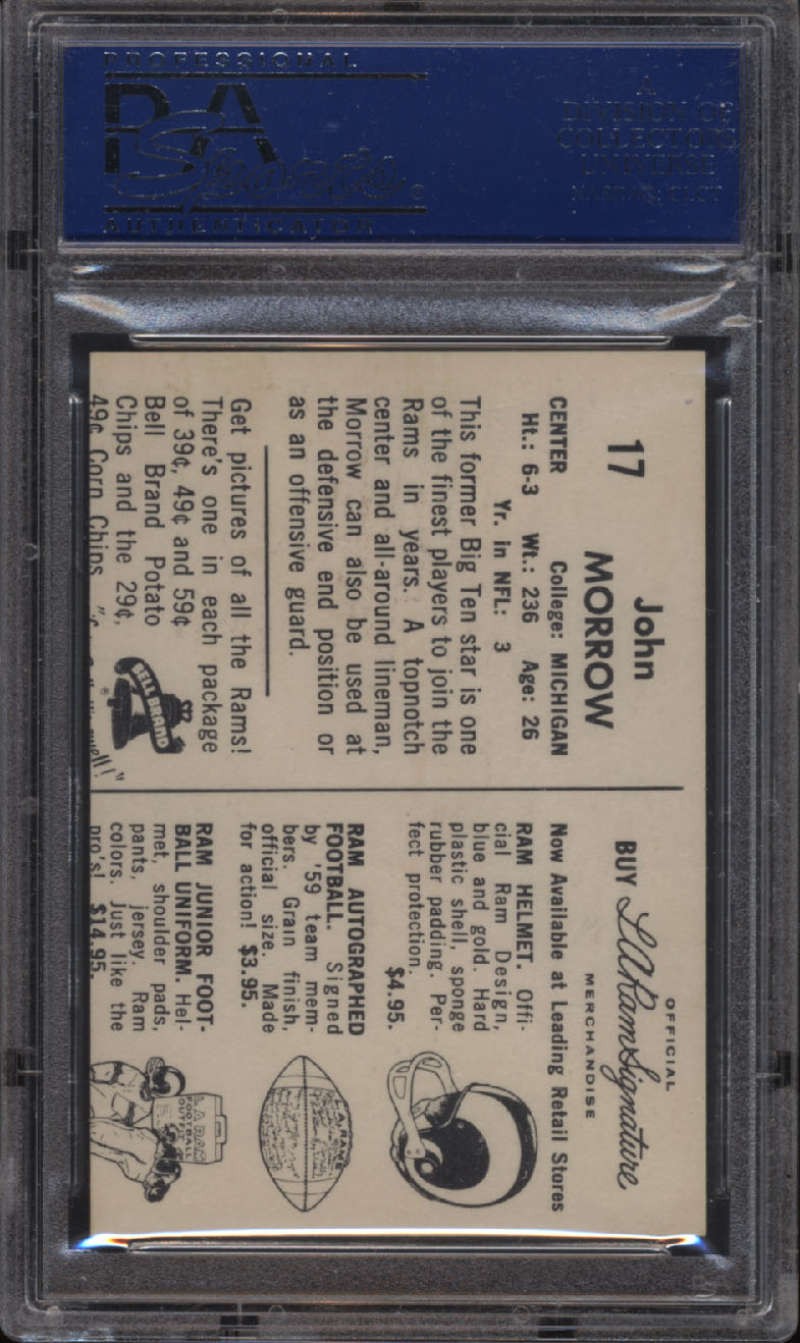 PROFESSIONAL
PSA
AUTHENTICATOR
A
DIVISION OF
COLLECTORS
UNIVERSE
17
John
MORROW
CENTER College: MICHIGAN
Ht.: 6-3 Wt.: 236 Age: 26
Yr. in NFL: 3
This former Big Ten star is one
of the finest players to join the
Rams in years. A topnotch
center and all-around lineman,
Morrow can also be used at
the defensive end position or
as an offensive guard.
Get pictures of all the Rams!
There's one in each package
of 39¢, 49¢ and 59¢
Bell Brand Potato
Chips and the 29¢,
49¢ Corn Chips
BELL BRAND
OFFICIAL
BUY LA Ram Signature
MERCHANDISE
Now Available at Leading Retail Stores
RAM HELMET. Offi-
cial Ram Design,
blue and gold. Hard
plastic shell, sponge
rubber padding. Per-
fect protection.
$4.95.
RAM AUTOGRAPHED
FOOTBALL. Signed
by '59 team mem-
bers. Grain finish,
official size. Made
for action! $3.95.
L.A. RAMS
RAM JUNIOR FOOT-
BALL UNIFORM. Hel-
met, shoulder pads,
pants, jersey. Ram
colors. Just like the
pro's! $14.95.
L.A. RAM
FOOTBALL
OUTFIT